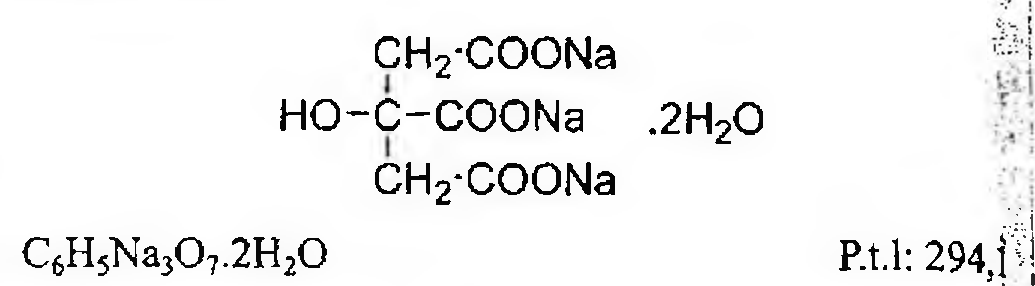 CH₂·COONa
HO-C-COONa .2H₂O
CH₂·COONa
C₆H₅Na₃O₇.2H₂O
P.t.l: 294,